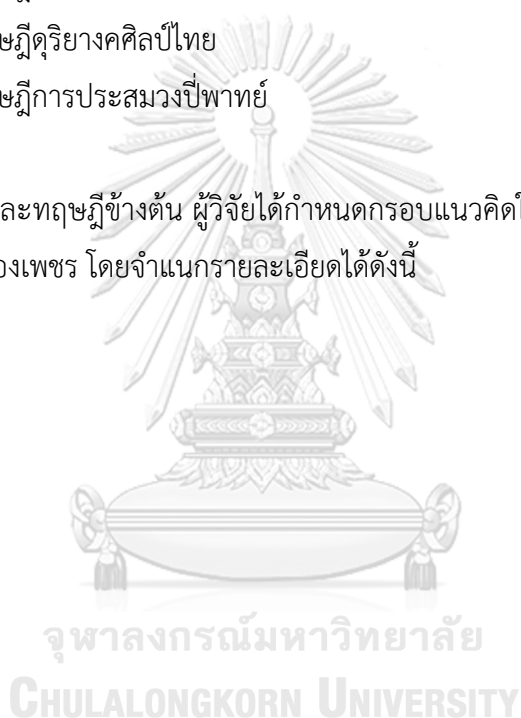 ษฎีดุริยางคศิลป์ไทย
ษฎีการประสมวงปี่พาทย์
ละทฤษฎีข้างต้น ผู้วิจัยได้กำหนดกรอบแนวคิดใ
องเพชร โดยจำแนกรายละเอียดได้ดังนี้
จุฬาลงกรณ์มหาวิทยาลัย
CHULALONGKORN UNIVERSITY